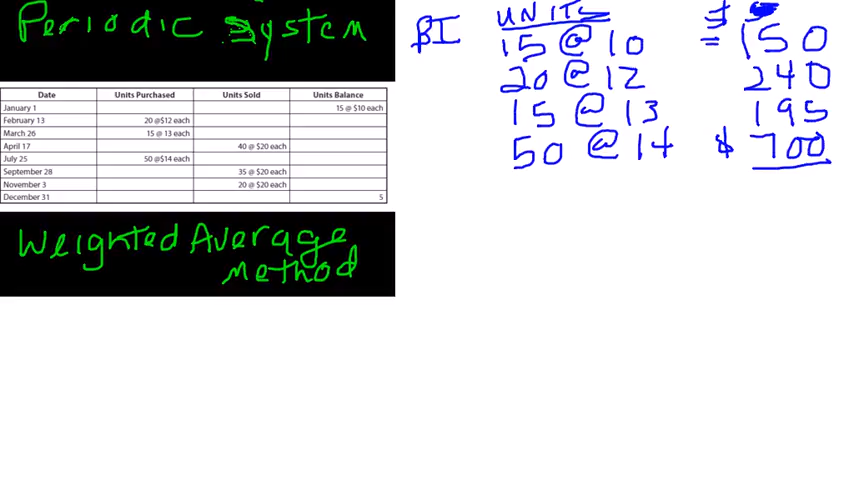 Periodic System
Date Units Purchased Units Sold Units Balance
January 1 15 @ $10 each
February 13 20 @$12 each
March 26 15 @ 13 each
April 17 40 @ $20 each
July 25 50 @$14 each
September 28 35 @ $20 each
November 3 20 @ $20 each
December 31 5
Weighted Average
method
UNITS $
BI 15 @ 10 = 150
20 @ 12 240
15 @ 13 195
50 @ 14 $ 700